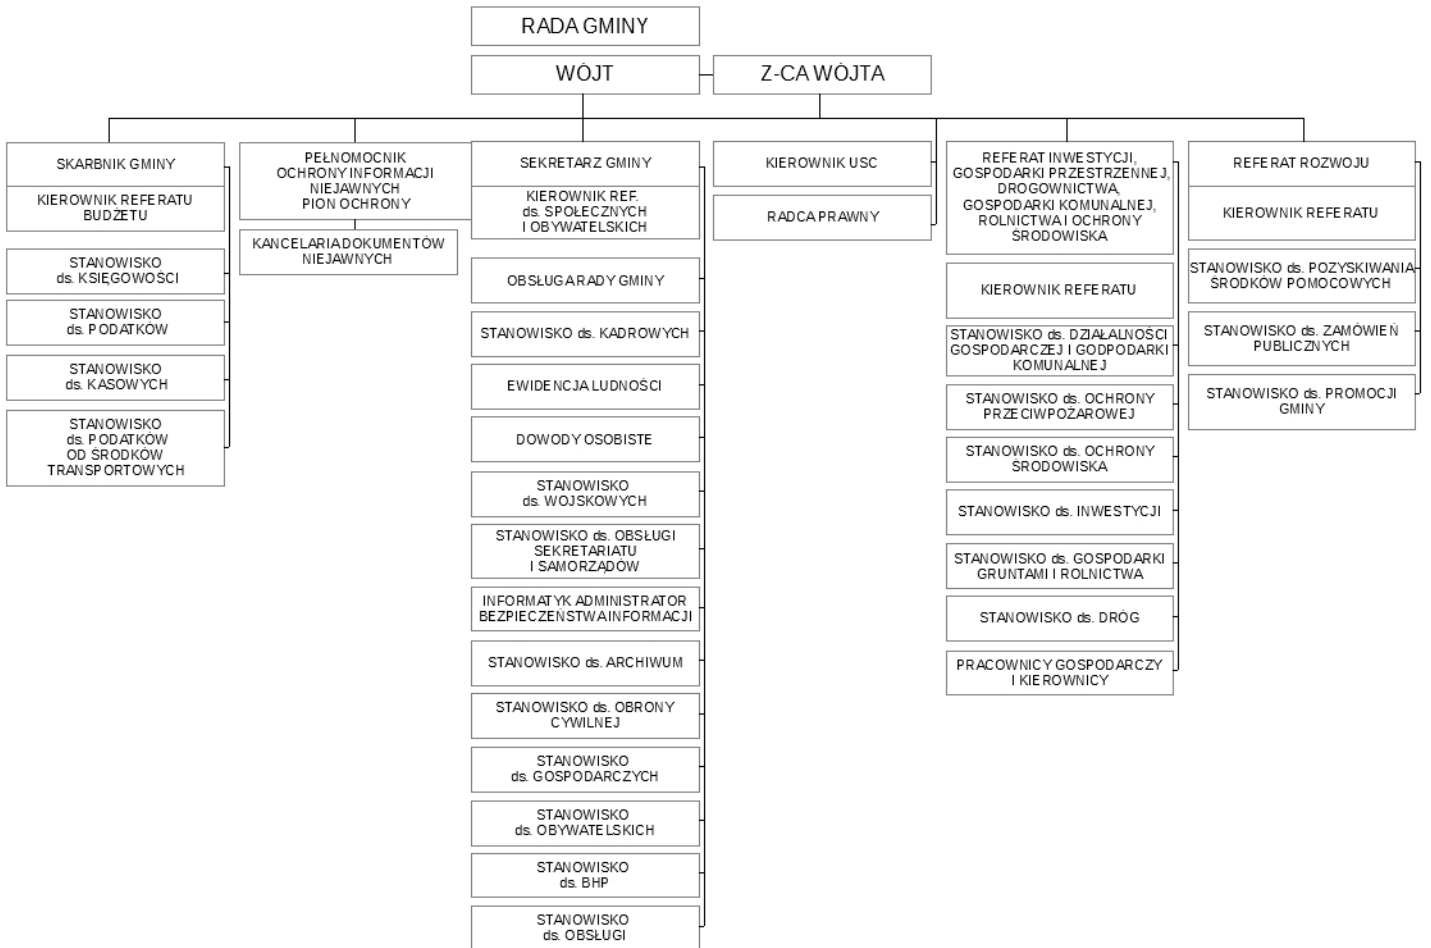 RADA GMINY
WÓJT
Z-CA WÓJTA
SKARBNIK GMINY
KIEROWNIK REFERATU
BUDŻETU
STANOWISKO
ds. KSIĘGOWOŚCI
STANOWISKO
ds. PODATKÓW
STANOWISKO
ds. KASOWYCH
STANOWISKO
ds. PODATKÓW
OD ŚRODKÓW
TRANSPORTOWYCH
PEŁNOMOCNIK
OCHRONY INFORMACJI
NIEJAWNYCH
PION OCHRONY
KANCELARIA DOKUMENTÓW
NIEJAWNYCH
SEKRETARZ GMINY
KIEROWNIK REF.
ds. SPOŁECZNYCH
I OBYWATELSKICH
OBSŁUGA RADY GMINY
STANOWISKO ds. KADROWYCH
EWIDENCJA LUDNOŚCI
DOWODY OSOBISTE
STANOWISKO
ds. WOJSKOWYCH
STANOWISKO ds. OBSŁUGI
SEKRETARIATU
I SAMORZĄDÓW
INFORMATYK ADMINISTRATOR
BEZPIECZEŃSTWA INFORMACJI
STANOWISKO ds. ARCHIWUM
STANOWISKO ds. OBRONY
CYWILNEJ
STANOWISKO
ds. GOSPODARCZYCH
STANOWISKO
ds. OBYWATELSKICH
STANOWISKO
ds. BHP
STANOWISKO
ds. OBSŁUGI
KIEROWNIK USC
RADCA PRAWNY
REFERAT INWESTYCJI,
GOSPODARKI PRZESTRZENNEJ,
DROGOWNICTWA,
GOSPODARKI KOMUNALNEJ,
ROLNICTWA I OCHRONY
ŚRODOWISKA
KIEROWNIK REFERATU
STANOWISKO ds. DZIAŁALNOŚCI
GOSPODARCZEJ I GODPODARKI
KOMUNALNEJ
STANOWISKO ds. OCHRONY
PRZECIWPOŻAROWEJ
STANOWISKO ds. OCHRONY
ŚRODOWISKA
STANOWISKO ds. INWESTYCJI
STANOWISKO ds. GOSPODARKI
GRUNTAMI I ROLNICTWA
STANOWISKO ds. DRÓG
PRACOWNICY GOSPODARCZY
I KIEROWNICY
REFERAT ROZWOJU
KIEROWNIK REFERATU
STANOWISKO ds. POZYSKIWANIA
ŚRODKÓW POMOCOWYCH
STANOWISKO ds. ZAMÓWIEŃ
PUBLICZNYCH
STANOWISKO ds. PROMOCJI
GMINY